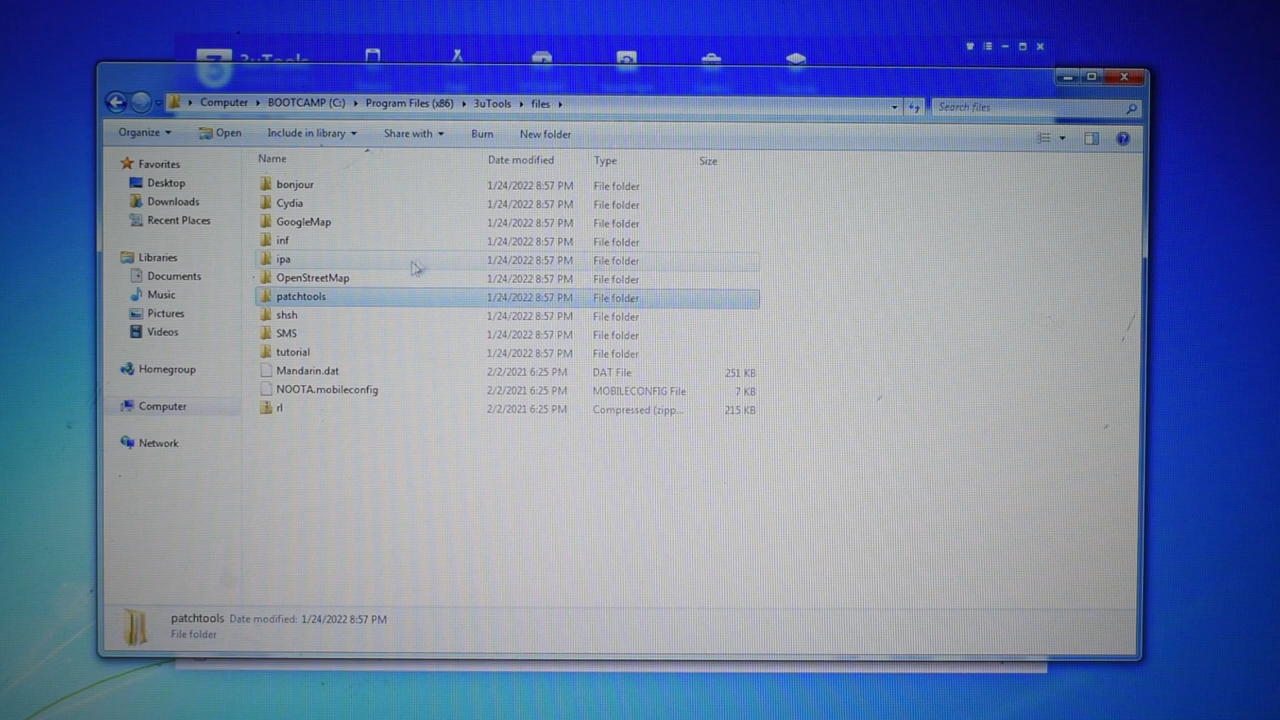 3uTools
Computer BOOTCAMP (C:) Program Files (x86) 3uTools files Search files
Organize Open Include in library Share with Burn New folder
Name Date modified Type Size
Favorites
Desktop
Downloads
Recent Places
Libraries
Documents
Music
Pictures
Videos
Homegroup
Computer
Network
bonjour 1/24/2022 8:57 PM File folder
Cydia 1/24/2022 8:57 PM File folder
GoogleMap 1/24/2022 8:57 PM File folder
inf 1/24/2022 8:57 PM File folder
ipa 1/24/2022 8:57 PM File folder
OpenStreetMap 1/24/2022 8:57 PM File folder
patchtools 1/24/2022 8:57 PM File folder
shsh 1/24/2022 8:57 PM File folder
SMS 1/24/2022 8:57 PM File folder
tutorial 1/24/2022 8:57 PM File folder
Mandarin.dat 2/2/2021 6:25 PM DAT File 251 KB
NOOTA.mobileconfig 2/2/2021 6:25 PM MOBILECONFIG File 7 KB
rl 2/2/2021 6:25 PM Compressed (zipp... 215 KB
patchtools Date modified: 1/24/2022 8:57 PM
File folder